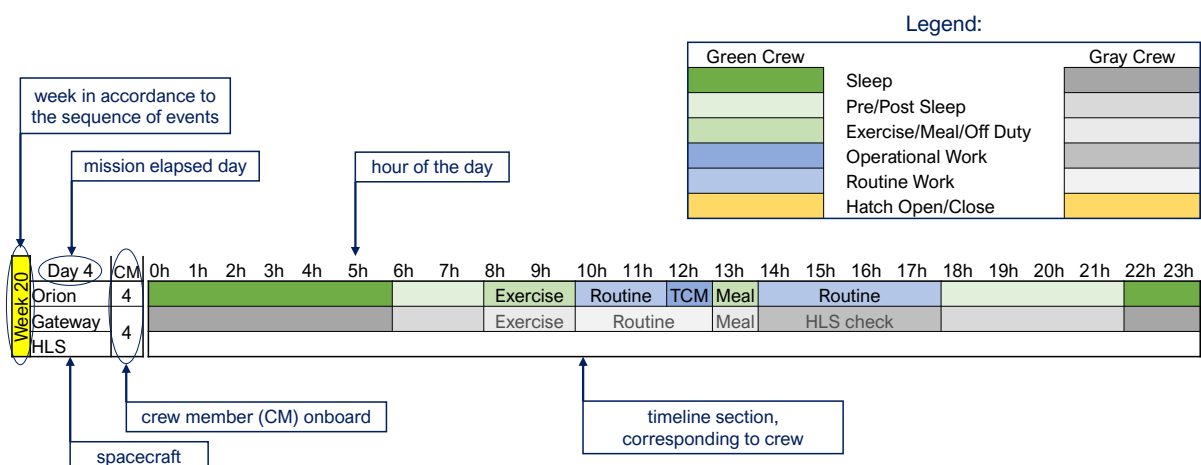 Legend:
Green Crew
Gray Crew
Sleep
Pre/Post Sleep
Exercise/Meal/Off Duty
Operational Work
Routine Work
Hatch Open/Close
week in accordance to
the sequence of events
mission elapsed day
hour of the day
Week 20
Day 4 CM 0h 1h 2h 3h 4h 5h 6h 7h 8h 9h 10h 11h 12h 13h 14h 15h 16h 17h 18h 19h 20h 21h 22h 23h
Orion 4 Exercise Routine TCM Meal Routine
Gateway 4 Exercise Routine Meal HLS check
HLS
crew member (CM) onboard
timeline section,
corresponding to crew
spacecraft